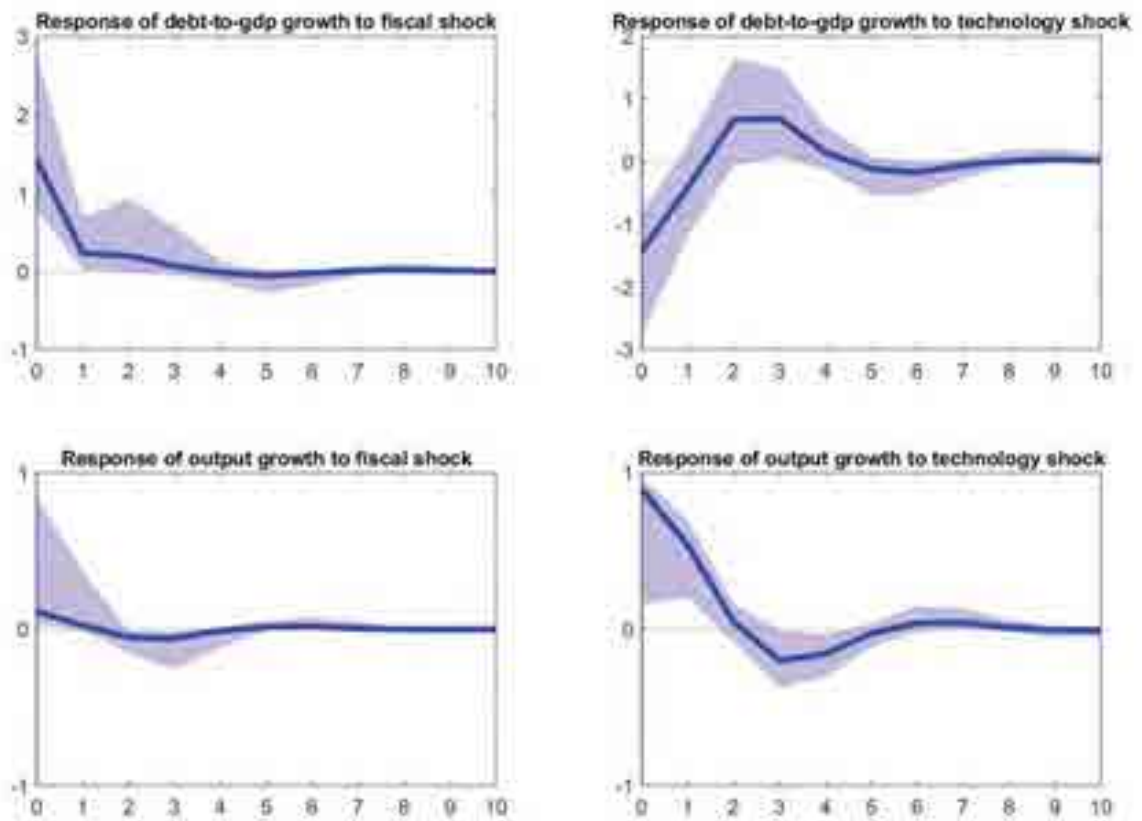 Response of debt-to-gdp growth to fiscal shock
3
2
1
0
-1
0 1 2 3 4 5 6 7 8 9 10
Response of debt-to-gdp growth to technology shock
2
1
0
-1
-2
-3
0 1 2 3 4 5 6 7 8 9 10
Response of output growth to fiscal shock
1
0
-1
0 1 2 3 4 5 6 7 8 9 10
Response of output growth to technology shock
1
0
-1
0 1 2 3 4 5 6 7 8 9 10